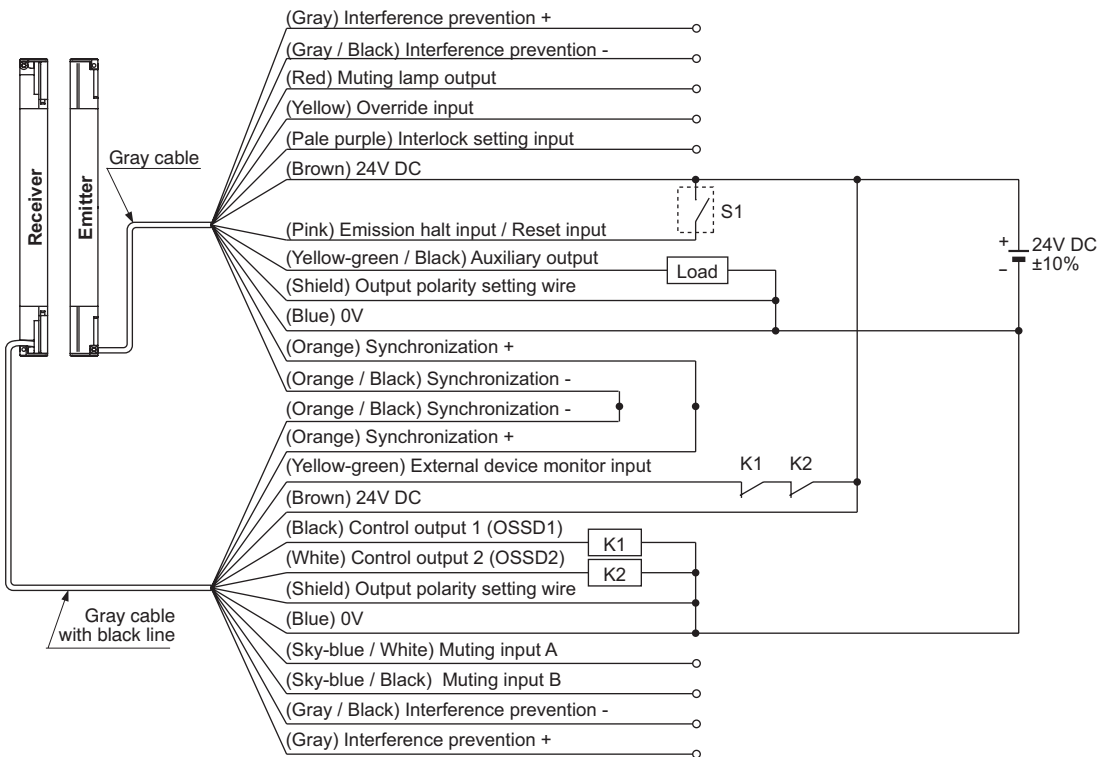 (Gray) Interference prevention +
(Gray / Black) Interference prevention -
(Red) Muting lamp output
(Yellow) Override input
(Pale purple) Interlock setting input
(Brown) 24V DC
Gray cable
Receiver
Emitter
S1
(Pink) Emission halt input / Reset input
(Yellow-green / Black) Auxiliary output
Load
+
-
24V DC
±10%
(Shield) Output polarity setting wire
(Blue) 0V
(Orange) Synchronization +
(Orange / Black) Synchronization -
(Orange / Black) Synchronization -
(Orange) Synchronization +
(Yellow-green) External device monitor input
K1 K2
(Brown) 24V DC
(Black) Control output 1 (OSSD1)
K1
(White) Control output 2 (OSSD2)
K2
(Shield) Output polarity setting wire
(Blue) 0V
Gray cable
with black line
(Sky-blue / White) Muting input A
(Sky-blue / Black) Muting input B
(Gray / Black) Interference prevention -
(Gray) Interference prevention +